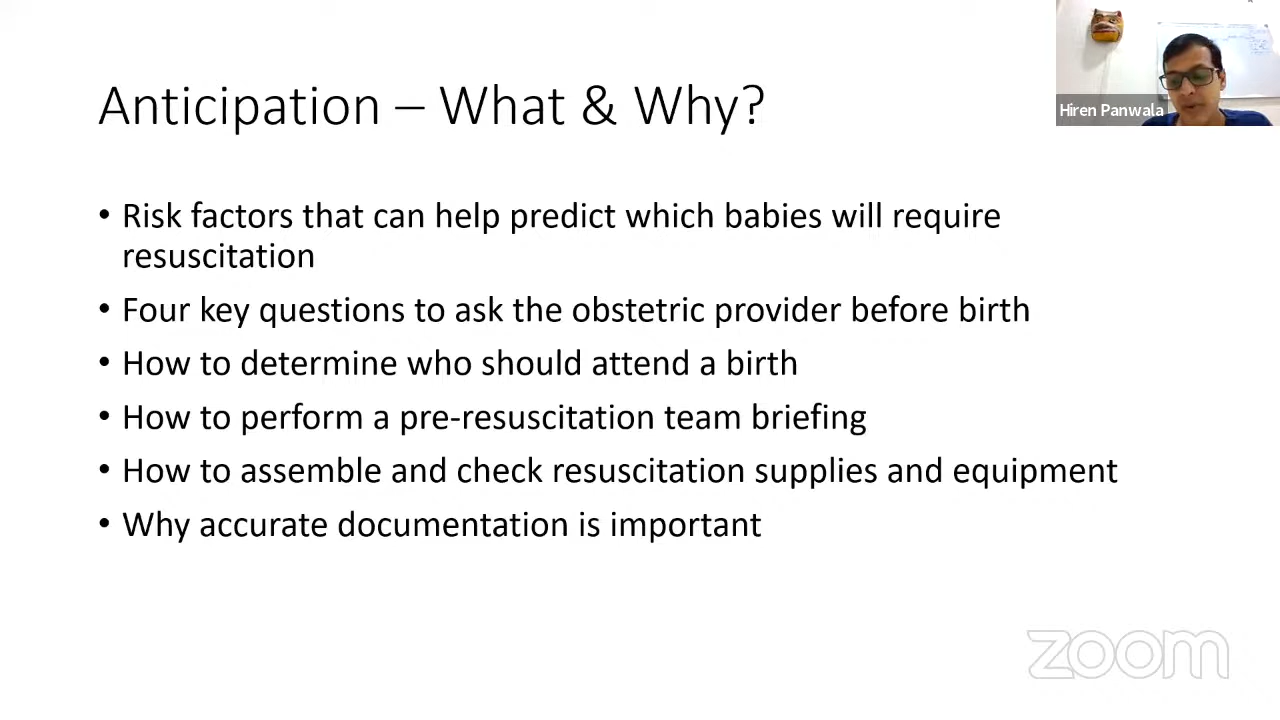 Anticipation – What & Why?
Hiren Panwala
• Risk factors that can help predict which babies will require
resuscitation
• Four key questions to ask the obstetric provider before birth
• How to determine who should attend a birth
• How to perform a pre-resuscitation team briefing
• How to assemble and check resuscitation supplies and equipment
• Why accurate documentation is important
zoom